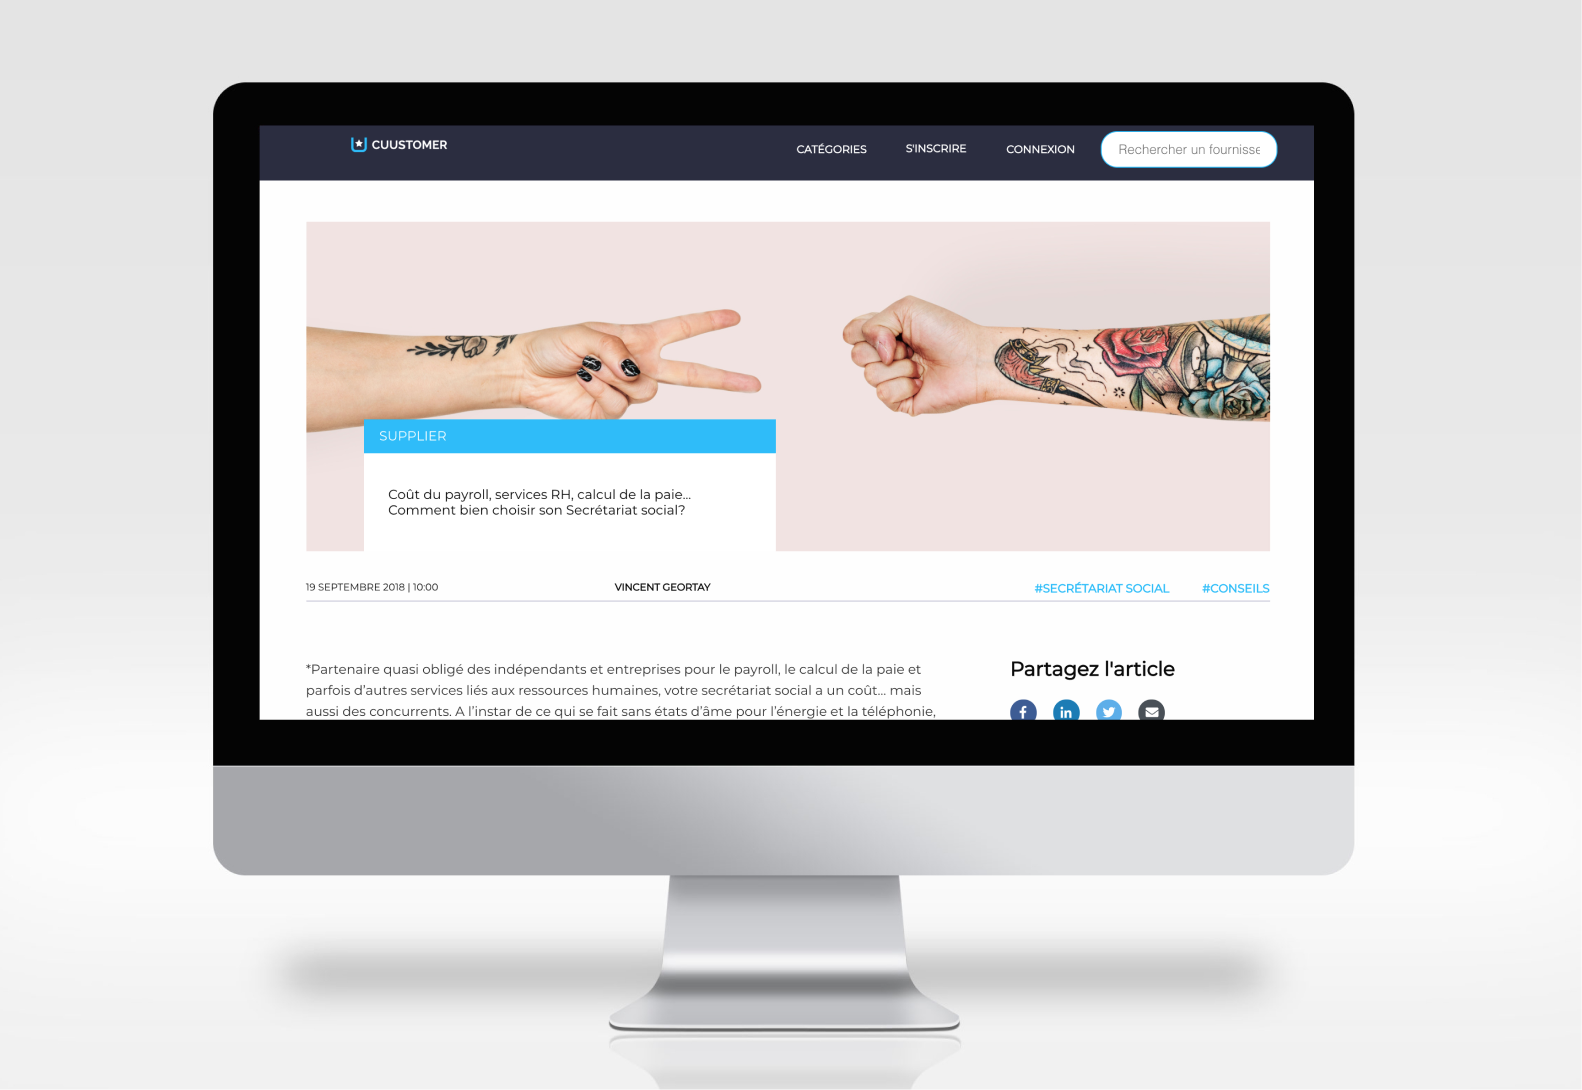 CUUSTOMER
CATÉGORIES S'INSCRIRE CONNEXION Rechercher un fournisse
SUPPLIER
Coût du payroll, services RH, calcul de la paie...
Comment bien choisir son Secrétariat social?
19 SEPTEMBRE 2018 | 10:00 VINCENT GEORTAY #SECRÉTARIAT SOCIAL #CONSEILS
*Partenaire quasi obligé des indépendants et entreprises pour le payroll, le calcul de la paie et
parfois d'autres services liés aux ressources humaines, votre secrétariat social a un coût... mais
aussi des concurrents. A l'instar de ce qui se fait sans états d'âme pour l'énergie et la téléphonie,
Partagez l'article